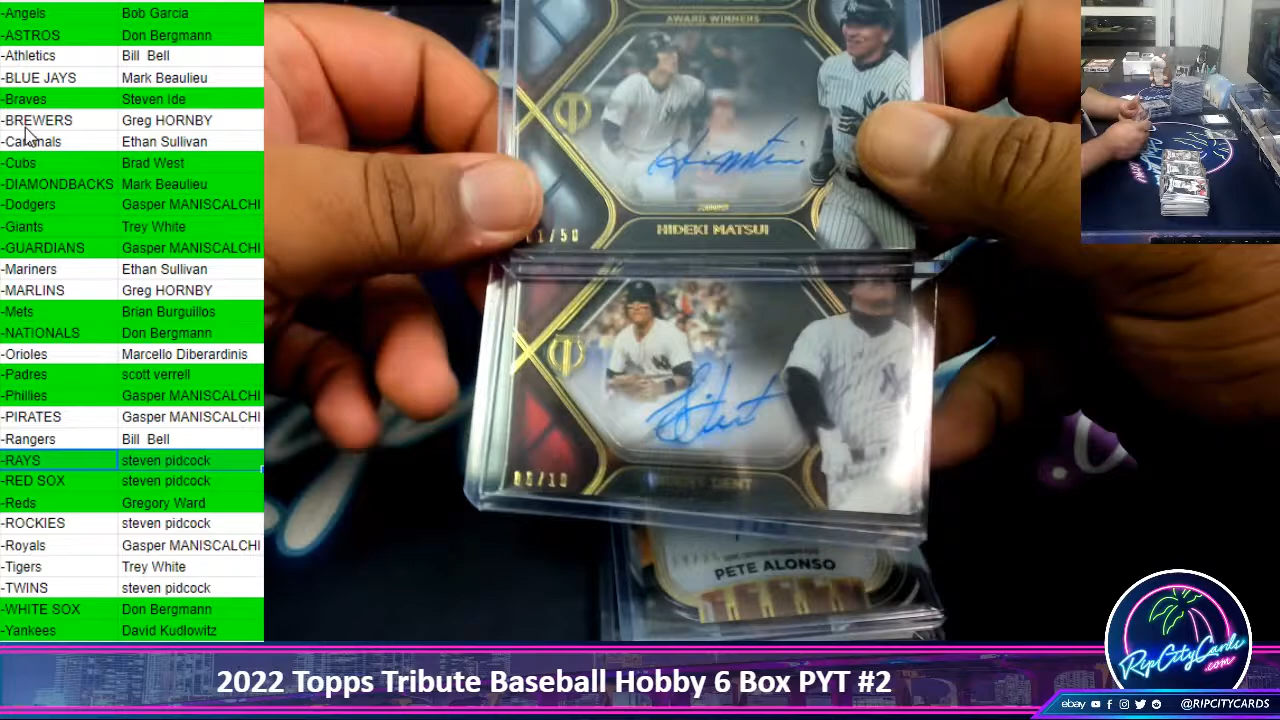 -Angels Bob Garcia
-ASTROS Don Bergmann
-Athletics Bill Bell
-BLUE JAYS Mark Beaulieu
-Braves Steven Ide
-BREWERS Greg HORNBY
-Cardinals Ethan Sullivan
-Cubs Brad West
-DIAMONDBACKS Mark Beaulieu
-Dodgers Gasper MANISCALCHI
-Giants Trey White
-GUARDIANS Gasper MANISCALCHI
-Mariners Ethan Sullivan
-MARLINS Greg HORNBY
-Mets Brian Burguillos
-NATIONALS Don Bergmann
-Orioles Marcello Diberardinis
-Padres scott verrell
-Phillies Gasper MANISCALCHI
-PIRATES Gasper MANISCALCHI
-Rangers Bill Bell
-RAYS steven pidcock
-RED SOX steven pidcock
-Reds Gregory Ward
-ROCKIES steven pidcock
-Royals Gasper MANISCALCHI
-Tigers Trey White
-TWINS steven pidcock
-WHITE SOX Don Bergmann
-Yankees David Kudlowitz
AWARD WINNERS
/50
HIDEKI MATSUI
/10
DENT
PETE ALONSO
RipCityCards
.com
2022 Topps Tribute Baseball Hobby 6 Box PYT #2
ebay @RIPCITYCARDS